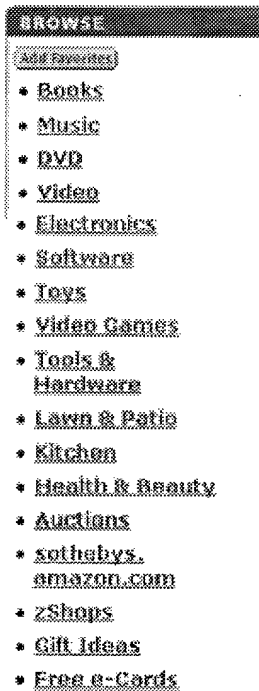 BROWSE
Add Favorites
• Books
• Music
• DVD
• Video
• Electronics
• Software
• Toys
• Video Games
• Tools &
Hardware
• Lawn & Patio
• Kitchen
• Health & Beauty
• Auctions
• sothebys.
amazon.com
• zShops
• Gift Ideas
• Free e-Cards